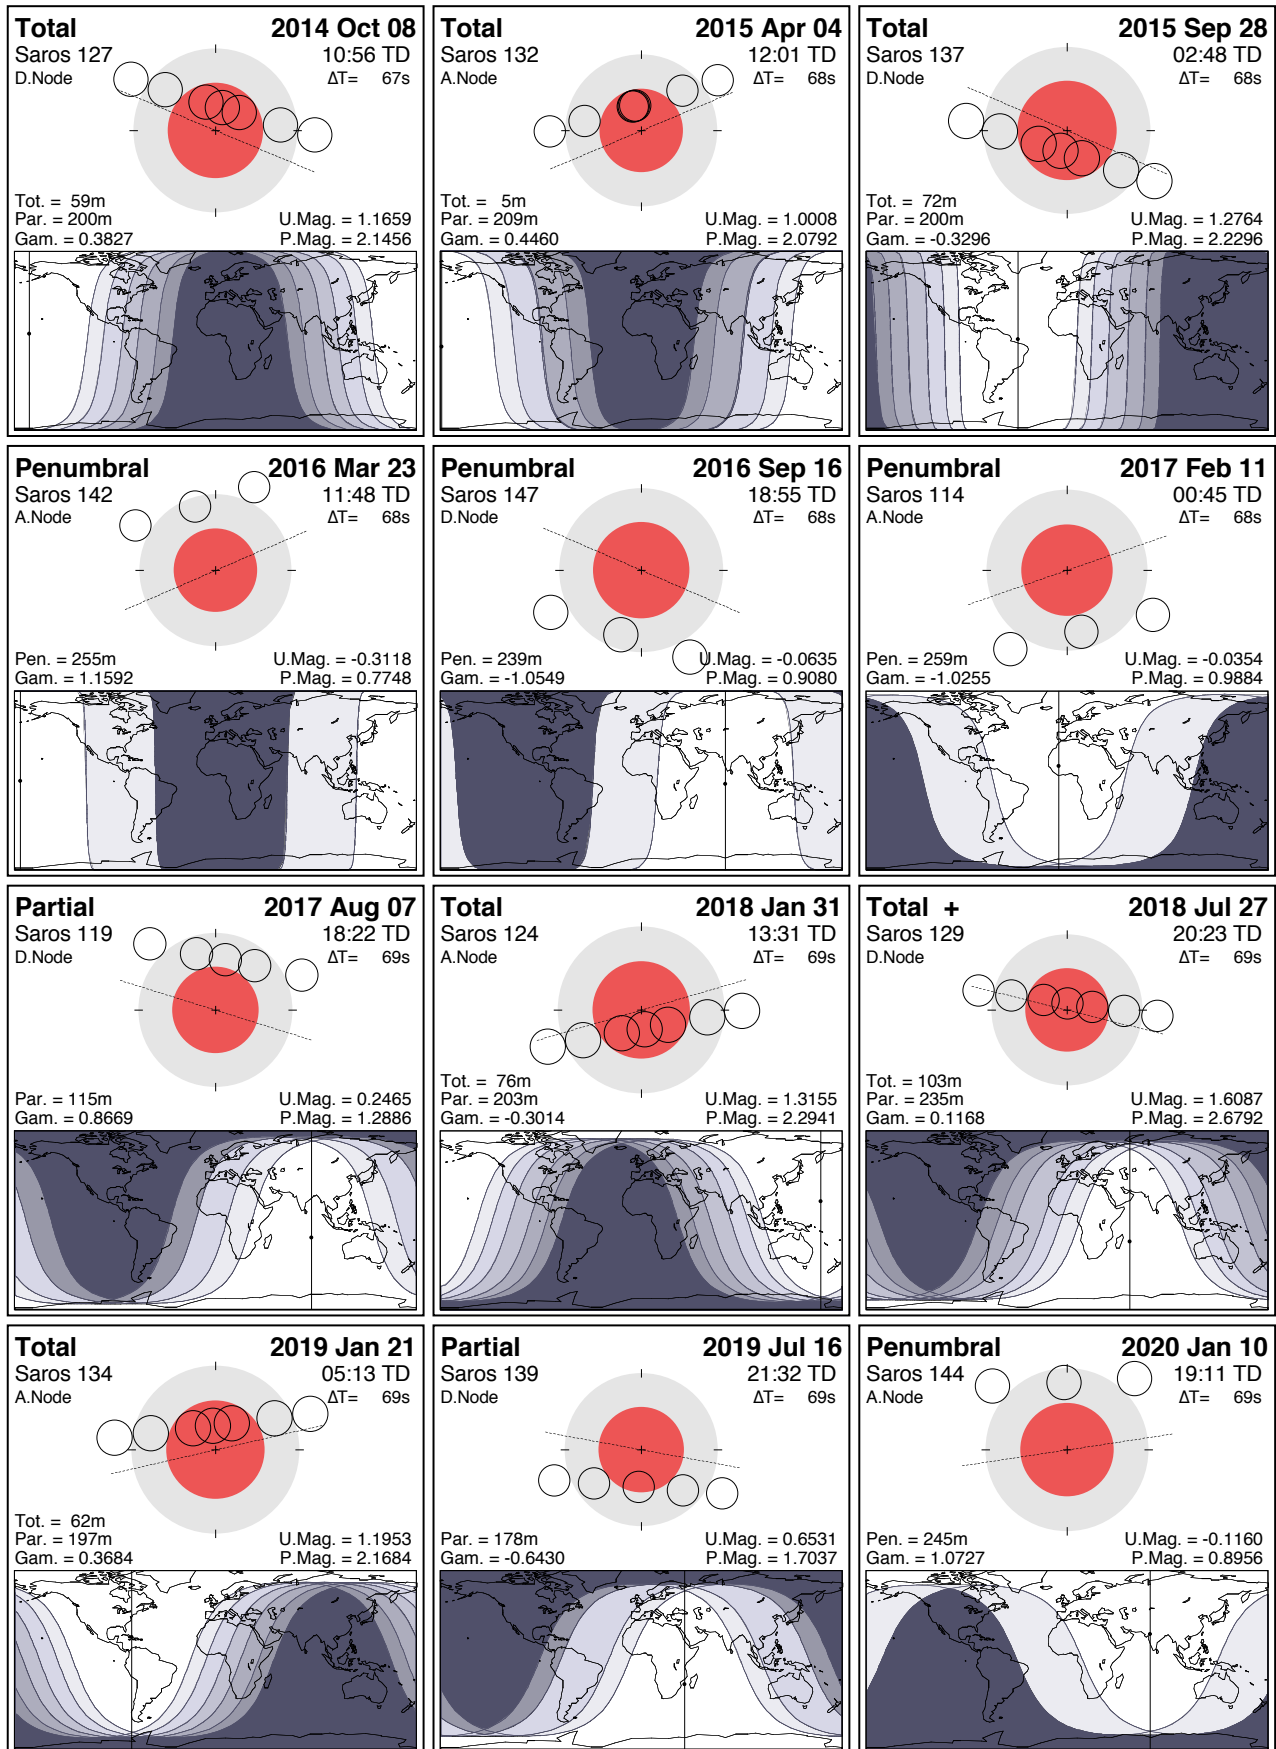 Total 2014 Oct 08
Saros 127 10:56 TD
D.Node ΔT= 67s
Tot. = 59m
Par. = 200m U.Mag. = 1.1659
Gam. = 0.3827 P.Mag. = 2.1456
Total 2015 Apr 04
Saros 132 12:01 TD
A.Node ΔT= 68s
Tot. = 5m
Par. = 209m U.Mag. = 1.0008
Gam. = 0.4460 P.Mag. = 2.0792
Total 2015 Sep 28
Saros 137 02:48 TD
D.Node ΔT= 68s
Tot. = 72m
Par. = 200m U.Mag. = 1.2764
Gam. = -0.3296 P.Mag. = 2.2296
Penumbral 2016 Mar 23
Saros 142 11:48 TD
A.Node ΔT= 68s
Pen. = 255m U.Mag. = -0.3118
Gam. = 1.1592 P.Mag. = 0.7748
Penumbral 2016 Sep 16
Saros 147 18:55 TD
D.Node ΔT= 68s
Pen. = 239m U.Mag. = -0.0635
Gam. = -1.0549 P.Mag. = 0.9080
Penumbral 2017 Feb 11
Saros 114 00:45 TD
A.Node ΔT= 68s
Pen. = 259m U.Mag. = -0.0354
Gam. = -1.0255 P.Mag. = 0.9884
Partial 2017 Aug 07
Saros 119 18:22 TD
D.Node ΔT= 69s
Par. = 115m U.Mag. = 0.2465
Gam. = 0.8669 P.Mag. = 1.2886
Total 2018 Jan 31
Saros 124 13:31 TD
A.Node ΔT= 69s
Tot. = 76m
Par. = 203m U.Mag. = 1.3155
Gam. = -0.3014 P.Mag. = 2.2941
Total + 2018 Jul 27
Saros 129 20:23 TD
D.Node ΔT= 69s
Tot. = 103m
Par. = 235m U.Mag. = 1.6087
Gam. = 0.1168 P.Mag. = 2.6792
Total 2019 Jan 21
Saros 134 05:13 TD
A.Node ΔT= 69s
Tot. = 62m
Par. = 197m U.Mag. = 1.1953
Gam. = 0.3684 P.Mag. = 2.1684
Partial 2019 Jul 16
Saros 139 21:32 TD
D.Node ΔT= 69s
Par. = 178m U.Mag. = 0.6531
Gam. = -0.6430 P.Mag. = 1.7037
Penumbral 2020 Jan 10
Saros 144 19:11 TD
A.Node ΔT= 69s
Pen. = 245m U.Mag. = -0.1160
Gam. = 1.0727 P.Mag. = 0.8956